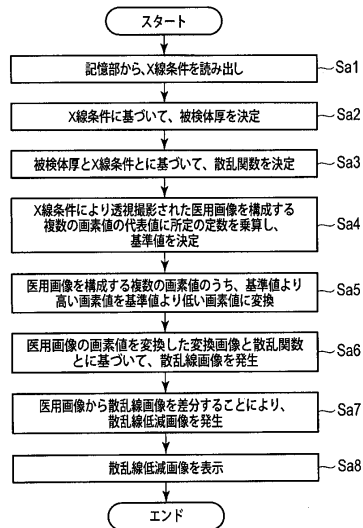 スタート
記憶部から、X線条件を読み出し
Sa1
X線条件に基づいて、被検体厚を決定
Sa2
被検体厚とX線条件とに基づいて、散乱関数を決定
Sa3
X線条件により透視撮影された医用画像を構成する
複数の画素値の代表値に所定の定数を乗算し、
基準値を決定
Sa4
医用画像を構成する複数の画素値のうち、基準値より
高い画素値を基準値より低い画素値に変換
Sa5
医用画像の画素値を変換した変換画像と散乱関数
とに基づいて、散乱線画像を発生
Sa6
医用画像から散乱線画像を差分することにより、
散乱線低減画像を発生
Sa7
散乱線低減画像を表示
Sa8
エンド